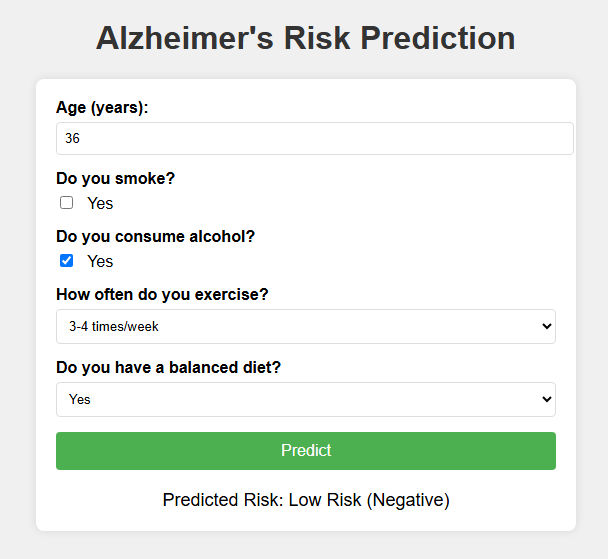 Alzheimer's Risk Prediction
Age (years):
36
Do you smoke?
Yes
Do you consume alcohol?
Yes
How often do you exercise?
3-4 times/week
Do you have a balanced diet?
Yes
Predict
Predicted Risk: Low Risk (Negative)